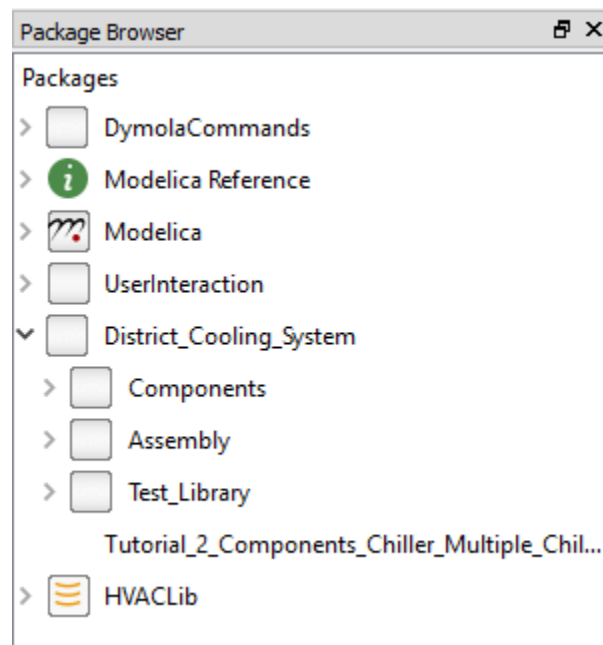 Package Browser
Packages
DymolaCommands
Modelica Reference
Modelica
UserInteraction
District_Cooling_System
Components
Assembly
Test_Library
Tutorial_2_Components_Chiller_Multiple_Chil...
HVACLib